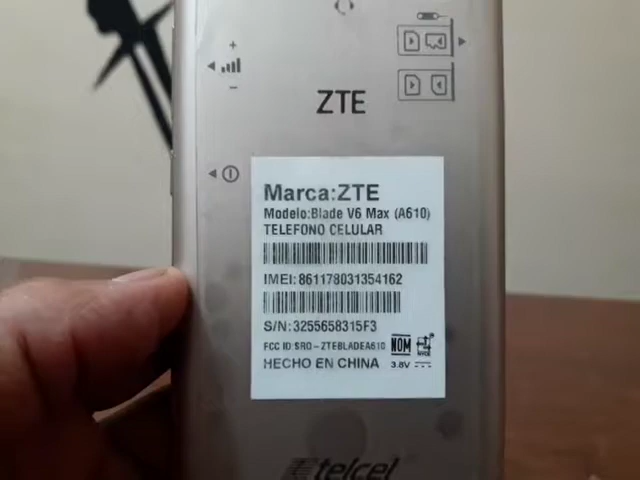 ZTE
Marca:ZTE
Modelo:Blade V6 Max (A610)
TELEFONO CELULAR
IMEI:861178031354162
S/N:3255658315F3
FCC ID:SRQ-ZTEBLADEA610
NOM
NYCE
HECHO EN CHINA 3.8V
telcel